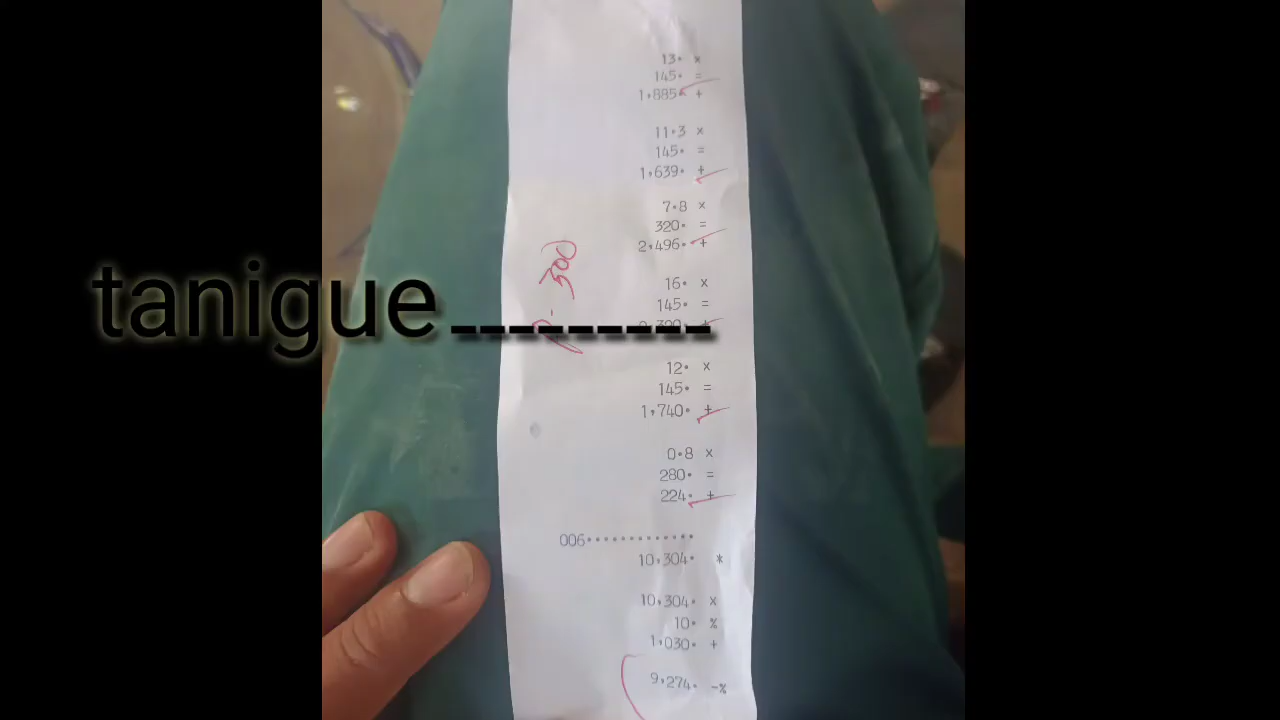 13. x
145. =
1,885. +
11.3 x
145. =
1,639. +
7.8 x
320. =
2,496. +
- 500
16. x
145. =
tanigue---------
12. x
145. =
1,740. +
0.8 x
280. =
224. +
006.............
10,304. *
10,304. x
10. %
1,030. +
9,274. -%